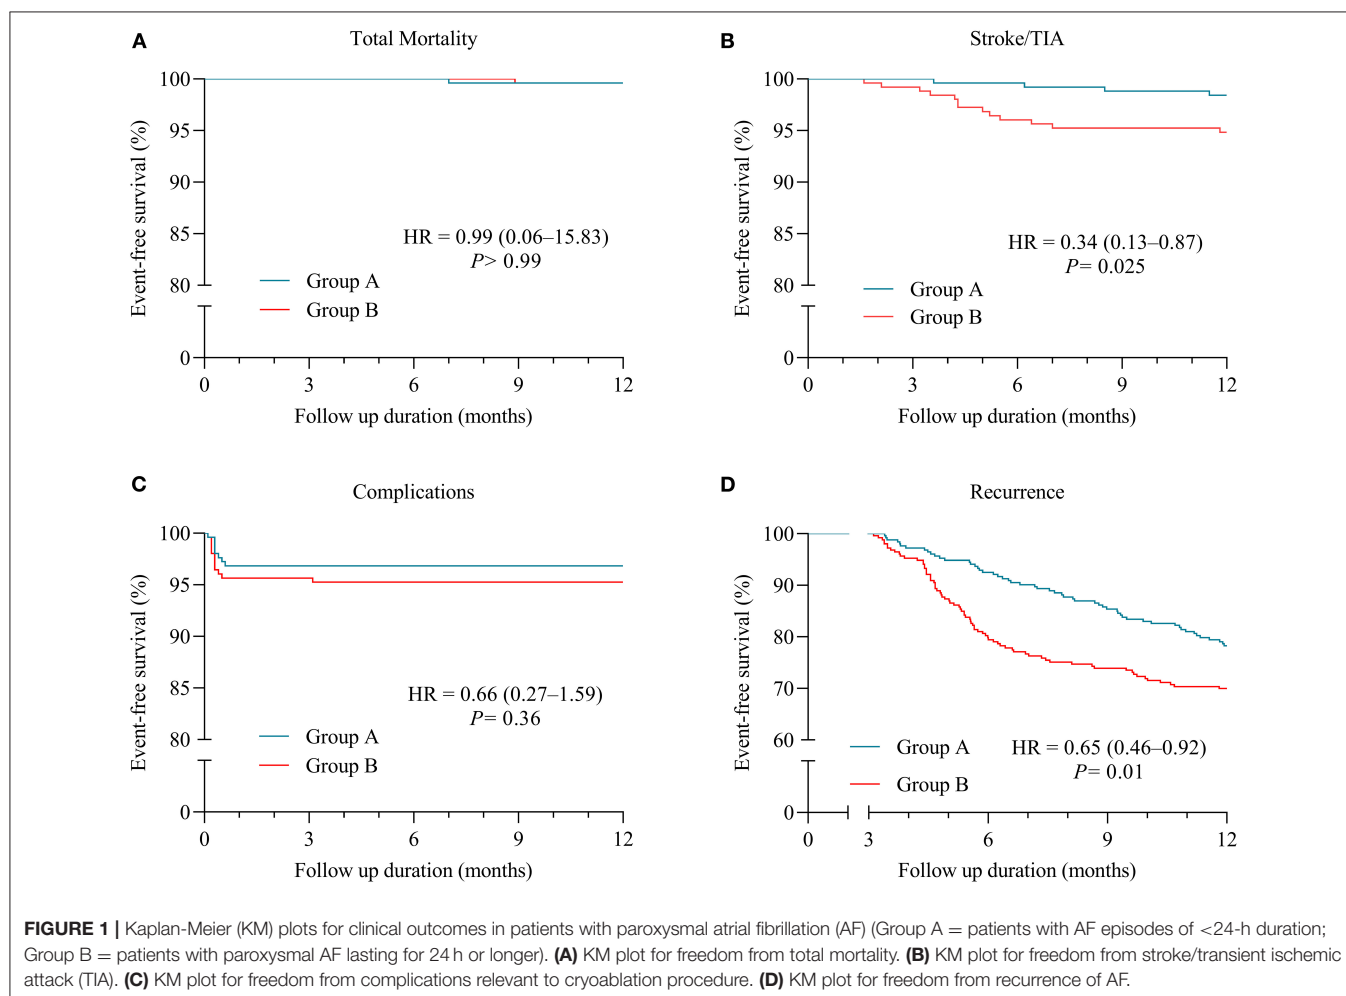 A Total Mortality
Event-free survival (%)
100
95
90
85
80
0
HR = 0.99 (0.06–15.83)
P> 0.99
Group A
Group B
0 3 6 9 12
Follow up duration (months)
B Stroke/TIA
Event-free survival (%)
100
95
90
85
80
0
HR = 0.34 (0.13–0.87)
P= 0.025
Group A
Group B
0 3 6 9 12
Follow up duration (months)
C Complications
Event-free survival (%)
100
95
90
85
80
0
HR = 0.66 (0.27–1.59)
P= 0.36
Group A
Group B
0 3 6 9 12
Follow up duration (months)
D Recurrence
Event-free survival (%)
100
90
80
70
60
0
Group A HR = 0.65 (0.46–0.92)
P= 0.01
Group B
0 3 6 9 12
Follow up duration (months)
FIGURE 1 | Kaplan-Meier (KM) plots for clinical outcomes in patients with paroxysmal atrial fibrillation (AF) (Group A = patients with AF episodes of <24-h duration;
Group B = patients with paroxysmal AF lasting for 24 h or longer). (A) KM plot for freedom from total mortality. (B) KM plot for freedom from stroke/transient ischemic
attack (TIA). (C) KM plot for freedom from complications relevant to cryoablation procedure. (D) KM plot for freedom from recurrence of AF.